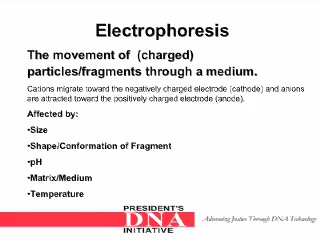 Electrophoresis
The movement of (charged)
particles/fragments through a medium.
Cations migrate toward the negatively charged electrode (cathode) and anions
are attracted toward the positively charged electrode (anode).
Affected by:
•Size
•Shape/Conformation of Fragment
•pH
•Matrix/Medium
•Temperature
PRESIDENT'S
DNA
INITIATIVE
Advancing Justice Through DNA Technology